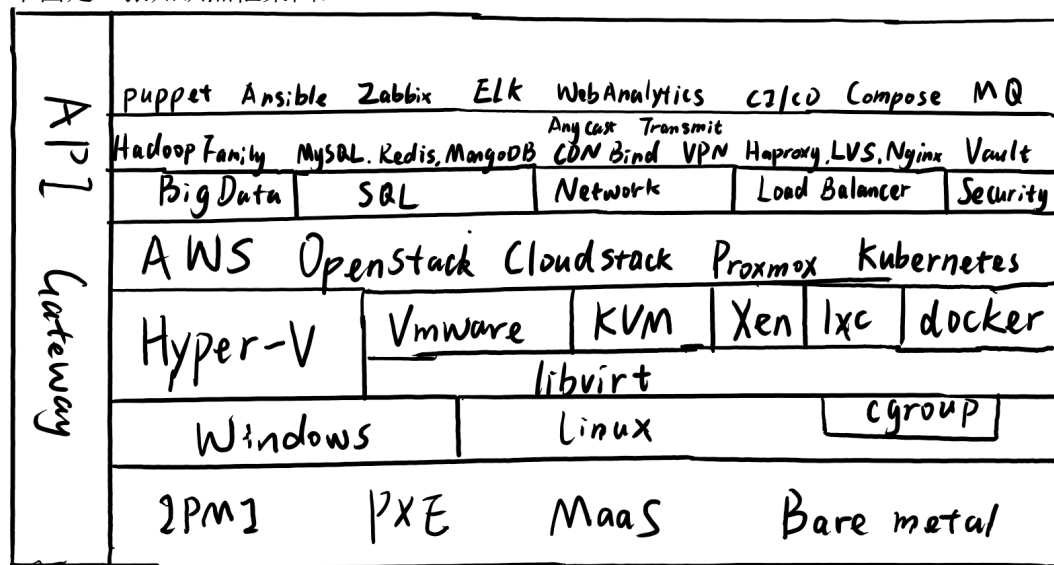 API Gateway
puppet Ansible Zabbix ELK WebAnalytics CI/CD Compose MQ
Anycast Transmit
Hadoop Family MySQL. Redis, MongoDB CDN Bind VPN Haproxy, LVS, Nginx Vault
Big Data SQL Network Load Balancer Security
AWS Openstack Cloudstack Proxmox Kubernetes
Hyper-V Vmware KVM Xen lxc docker
libvirt
Windows Linux cgroup
IPMI PXE MaaS Bare metal